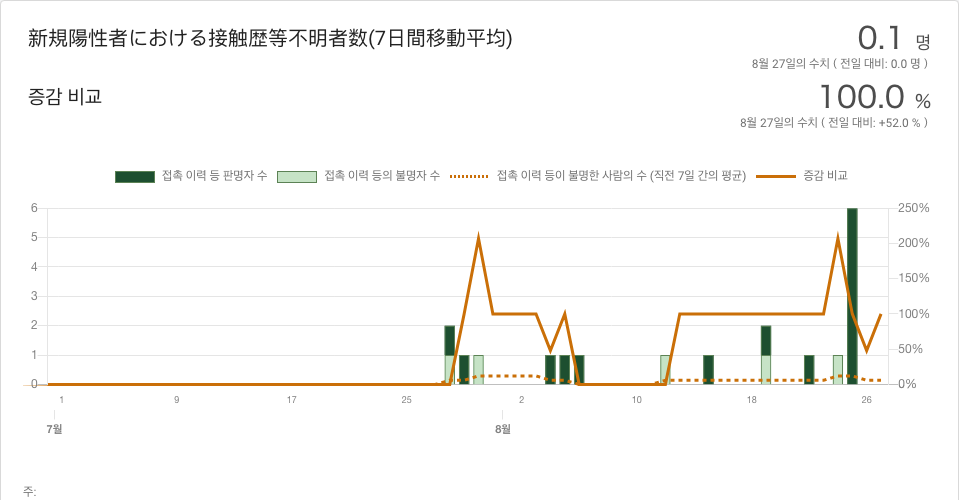 新規陽性者における接触歴等不明者数(7日間移動平均)
0.1 명
8월 27일의 수치 ( 전일 대비: 0.0 명 )
증감 비교
100.0 %
8월 27일의 수치 ( 전일 대비: +52.0 % )
접촉 이력 등 판명자 수 접촉 이력 등의 불명자 수 접촉 이력 등이 불명한 사람의 수 (직전 7일 간의 평균) 증감 비교
6 250%
5 200%
4 150%
3 100%
2 50%
1 0%
0
1 9 17 25 2 10 18 26
7월 8월
주: